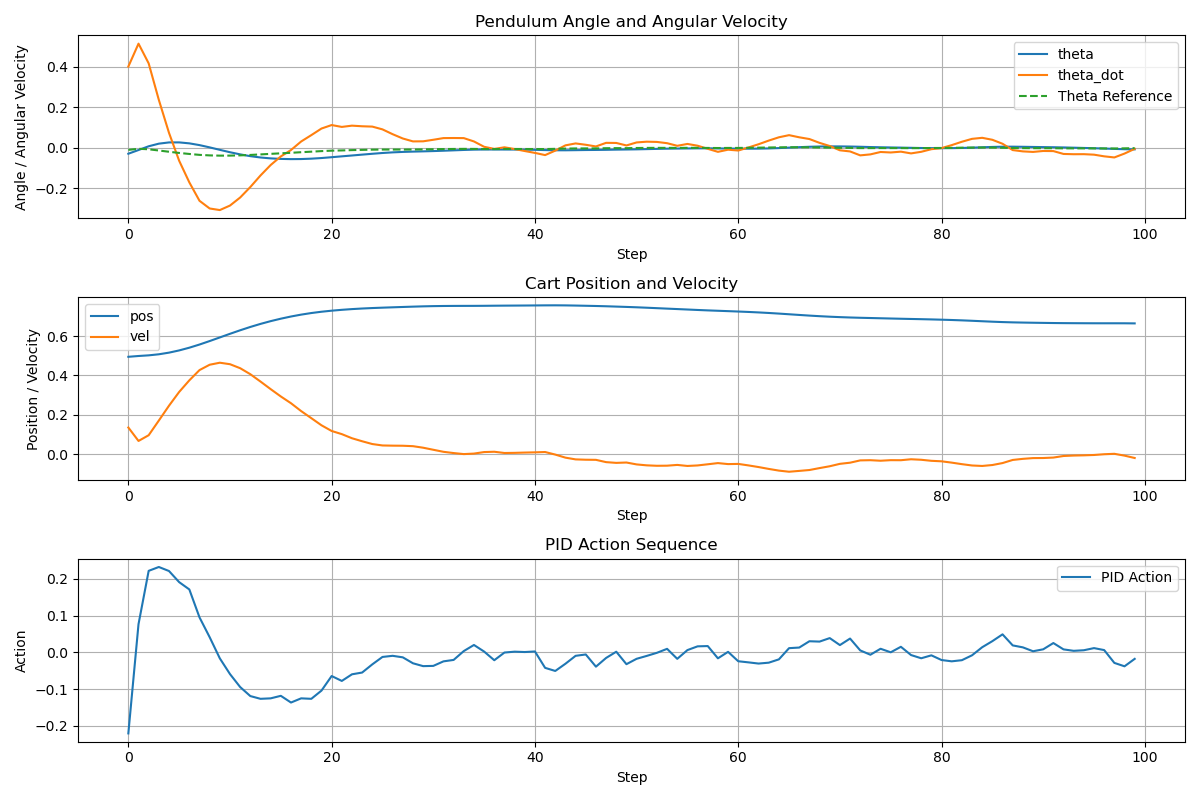 Pendulum Angle and Angular Velocity
Angle / Angular Velocity
0.4
0.2
0.0
−0.2
theta
theta_dot
Theta Reference
0 20 40 60 80 100
Step
Cart Position and Velocity
Position / Velocity
0.6
0.4
0.2
0.0
pos
vel
0 20 40 60 80 100
Step
PID Action Sequence
Action
0.2
0.1
0.0
−0.1
−0.2
PID Action
0 20 40 60 80 100
Step